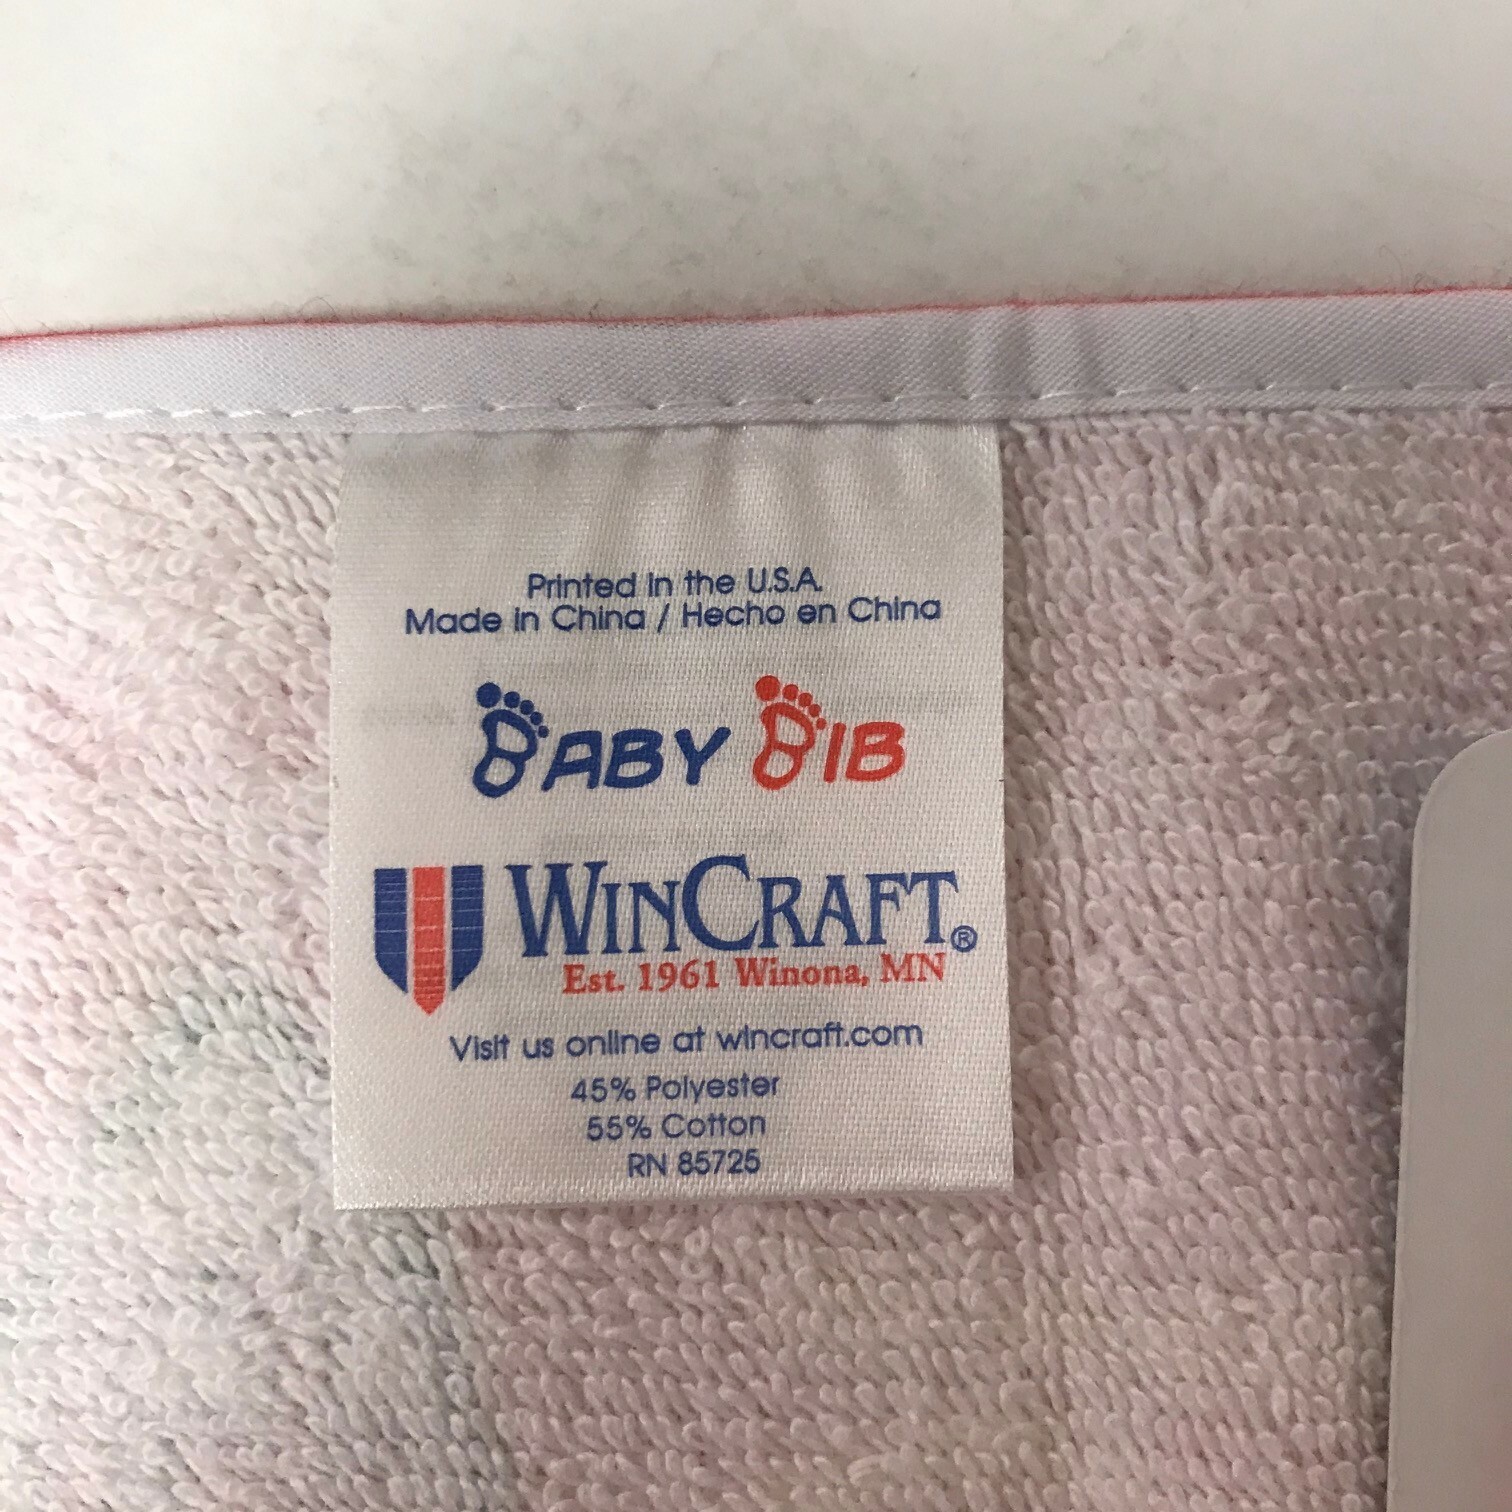 Printed in the U.S.A.
Made in China / Hecho en China
BABY BIB
WINCRAFT®
Est. 1961 Winona, MN
Visit us online at wincraft.com
45% Polyester
55% Cotton
RN 85725